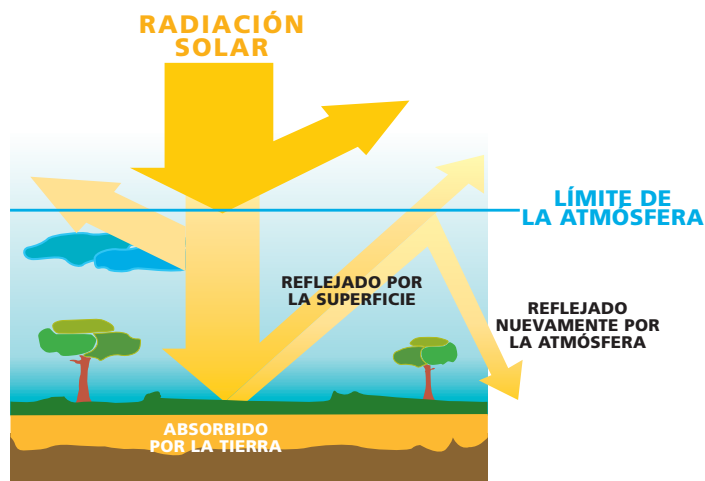 RADIACIÓN
SOLAR
LÍMITE DE
LA ATMÓSFERA
REFLEJADO POR
LA SUPERFICIE
REFLEJADO
NUEVAMENTE POR
LA ATMÓSFERA
ABSORBIDO
POR LA TIERRA